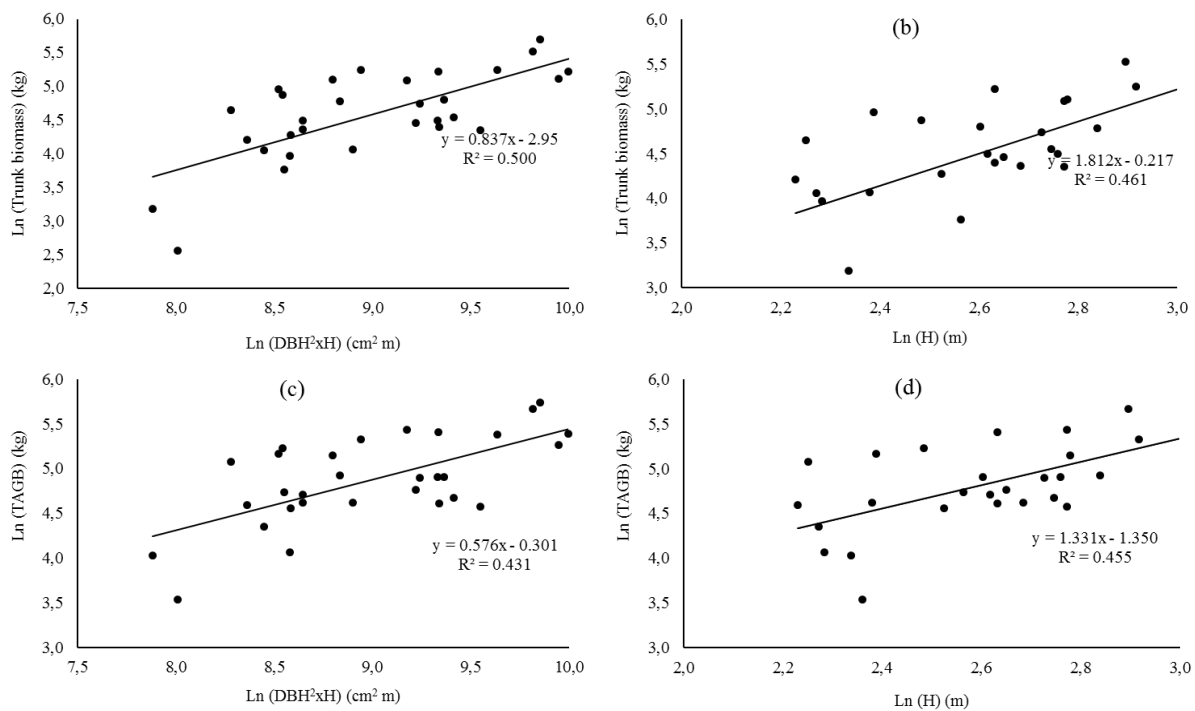 6,0
5,5
5,0
4,5
4,0
3,5
3,0
2,5
2,0
Ln (Trunk biomass) (kg)
y = 0.837x - 2.95
R² = 0.500
7,5 8,0 8,5 9,0 9,5 10,0
Ln (DBH²xH) (cm² m)
(b)
6,0
5,5
5,0
4,5
4,0
3,5
3,0
Ln (Trunk biomass) (kg)
y = 1.812x - 0.217
R² = 0.461
2,0 2,2 2,4 2,6 2,8 3,0
Ln (H) (m)
(c)
6,0
5,5
5,0
4,5
4,0
3,5
3,0
Ln (TAGB) (kg)
y = 0.576x - 0.301
R² = 0.431
7,5 8,0 8,5 9,0 9,5 10,0
Ln (DBH²xH) (cm² m)
(d)
6,0
5,5
5,0
4,5
4,0
3,5
3,0
Ln (TAGB) (kg)
y = 1.331x - 1.350
R² = 0.455
2,0 2,2 2,4 2,6 2,8 3,0
Ln (H) (m)